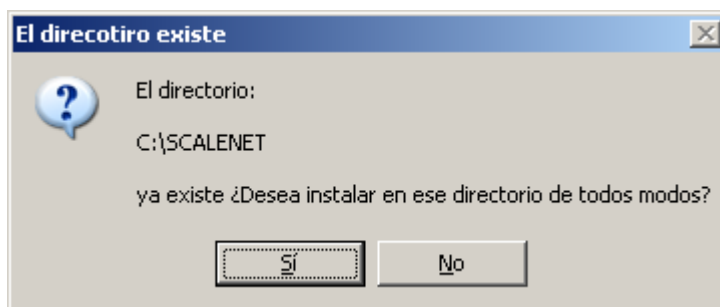 El direcotiro existe
El directorio:
C:\SCALENET
ya existe ¿Desea instalar en ese directorio de todos modos?
Sí
No